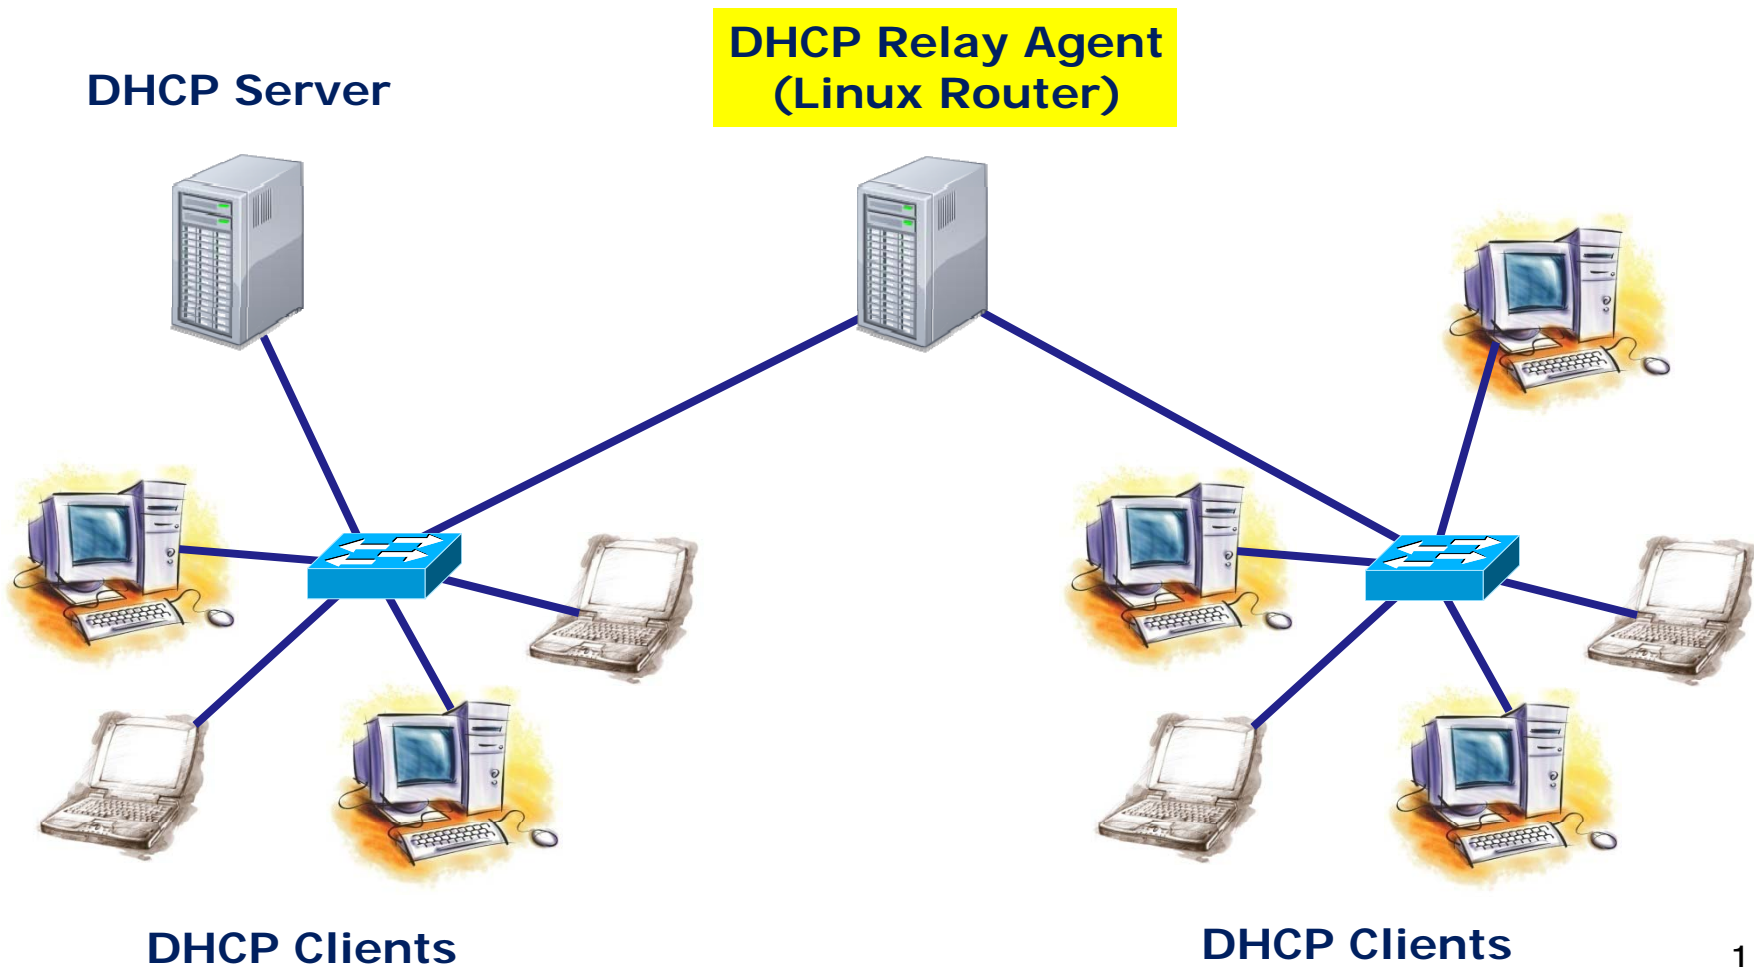 DHCP Relay Agent
(Linux Router)
DHCP Server
DHCP Clients
DHCP Clients
1